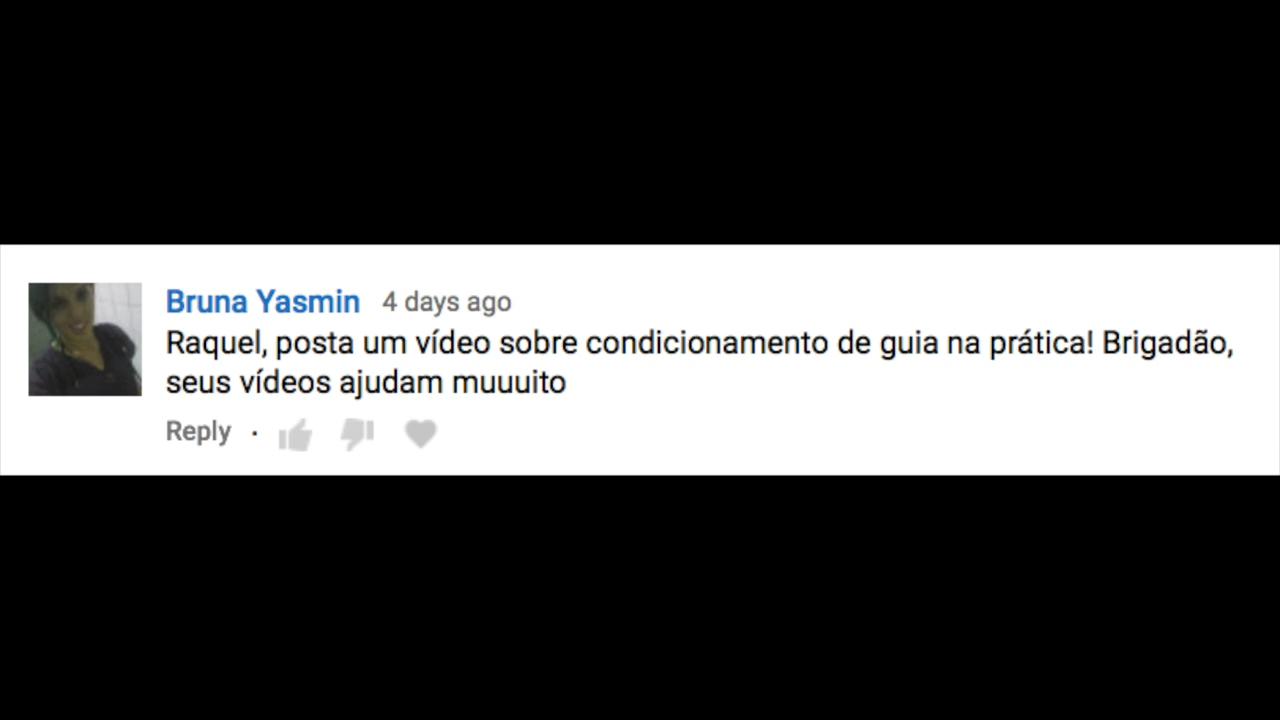 Bruna Yasmin 4 days ago
Raquel, posta um vídeo sobre condicionamento de guia na prática! Brigadão,
seus vídeos ajudam muuuito
Reply ·